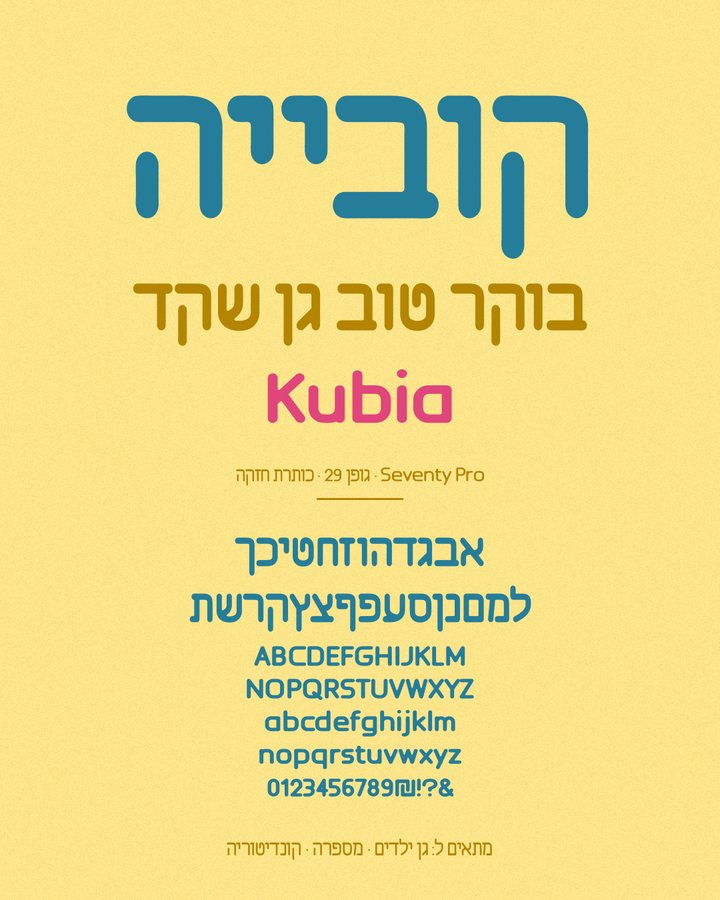 קובייה
בוקר טוב גן שקד
Kubia
Seventy Pro · גופן 29 · כותרת חזקה
אבגדהוזחטיכך
למםנןסעפףצץקרשת
ABCDEFGHIJKLM
NOPQRSTUVWXYZ
abcdefghijklm
nopqrstuvwxyz
0123456789₪!?&
מתאים ל: גן ילדים · מספרה · קונדיטוריה